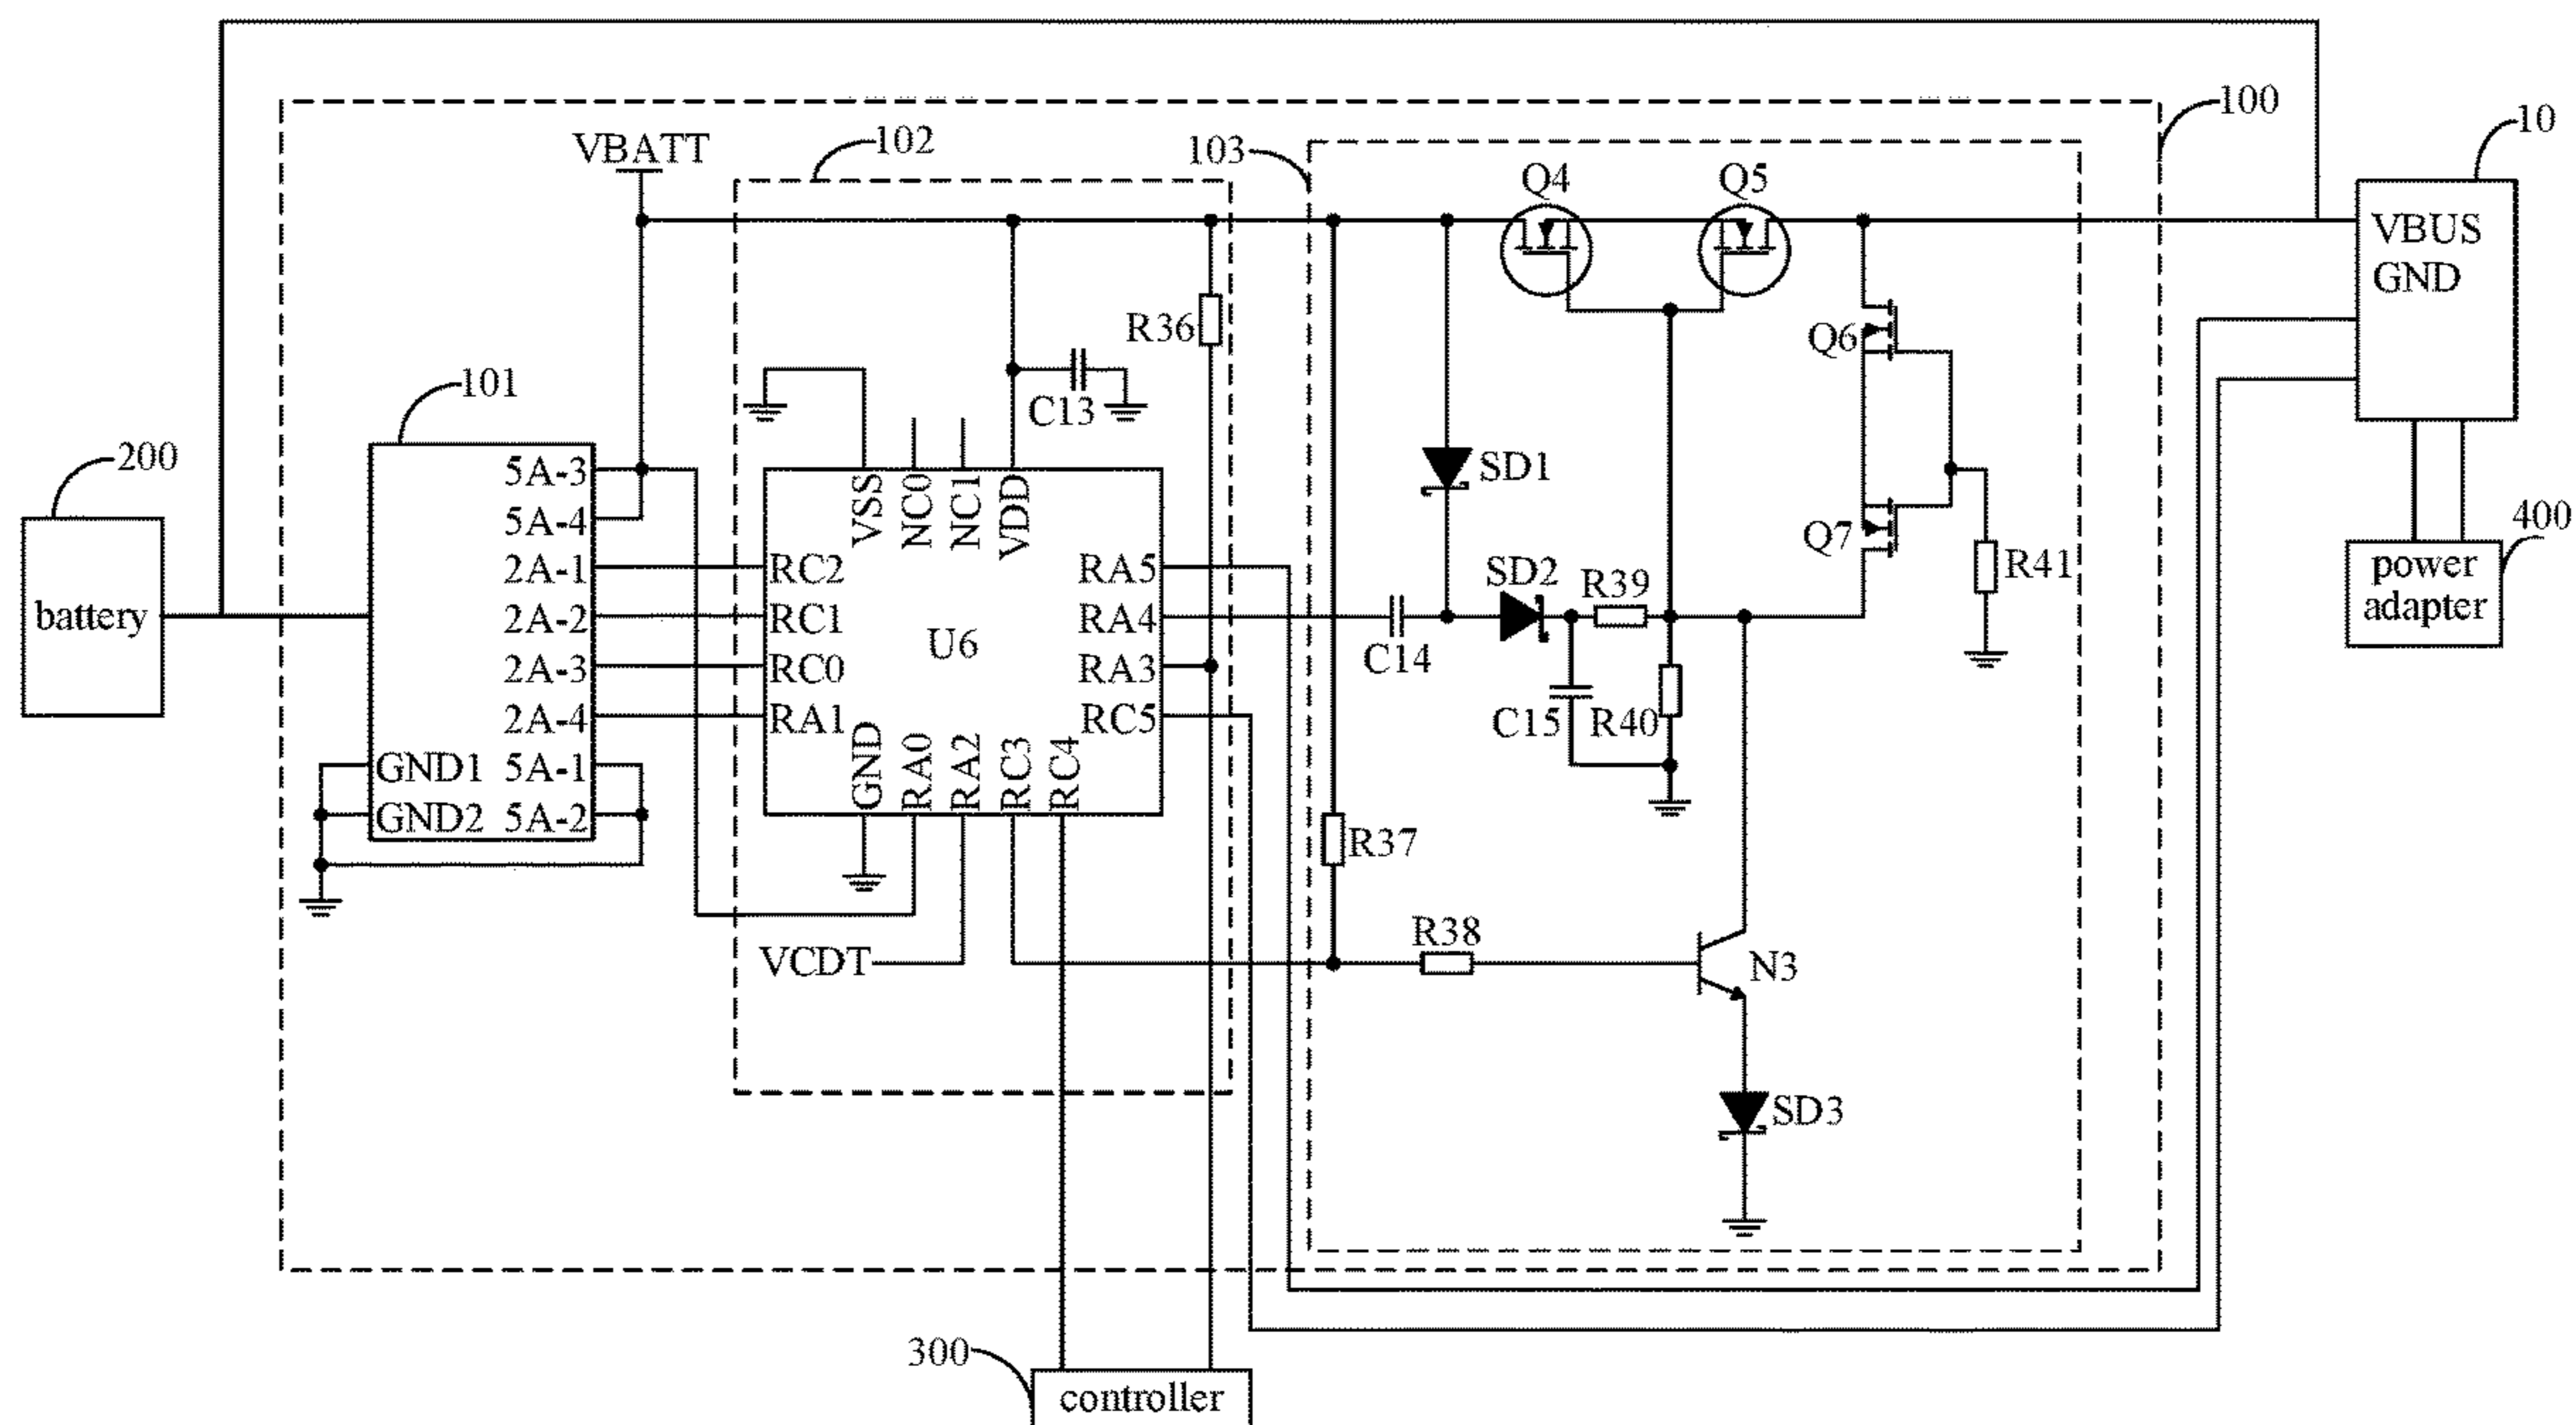 100
10
102
VBATT
103
Q4
Q5
VBUS
GND
R36
Q6
101
C13
200
SD1
5A-3
VSS
NC0
NC1
VDD
400
5A-4
Q7
R41
2A-1
RC2
RA5
SD2
R39
power
adapter
battery
2A-2
RC1
U6
RA4
C14
2A-3
RC0
RA3
2A-4
RA1
RC5
C15
R40
GND1
5A-1
GND
RA0
RA2
RC3
RC4
GND2
5A-2
R37
R38
VCDT
N3
SD3
300
controller